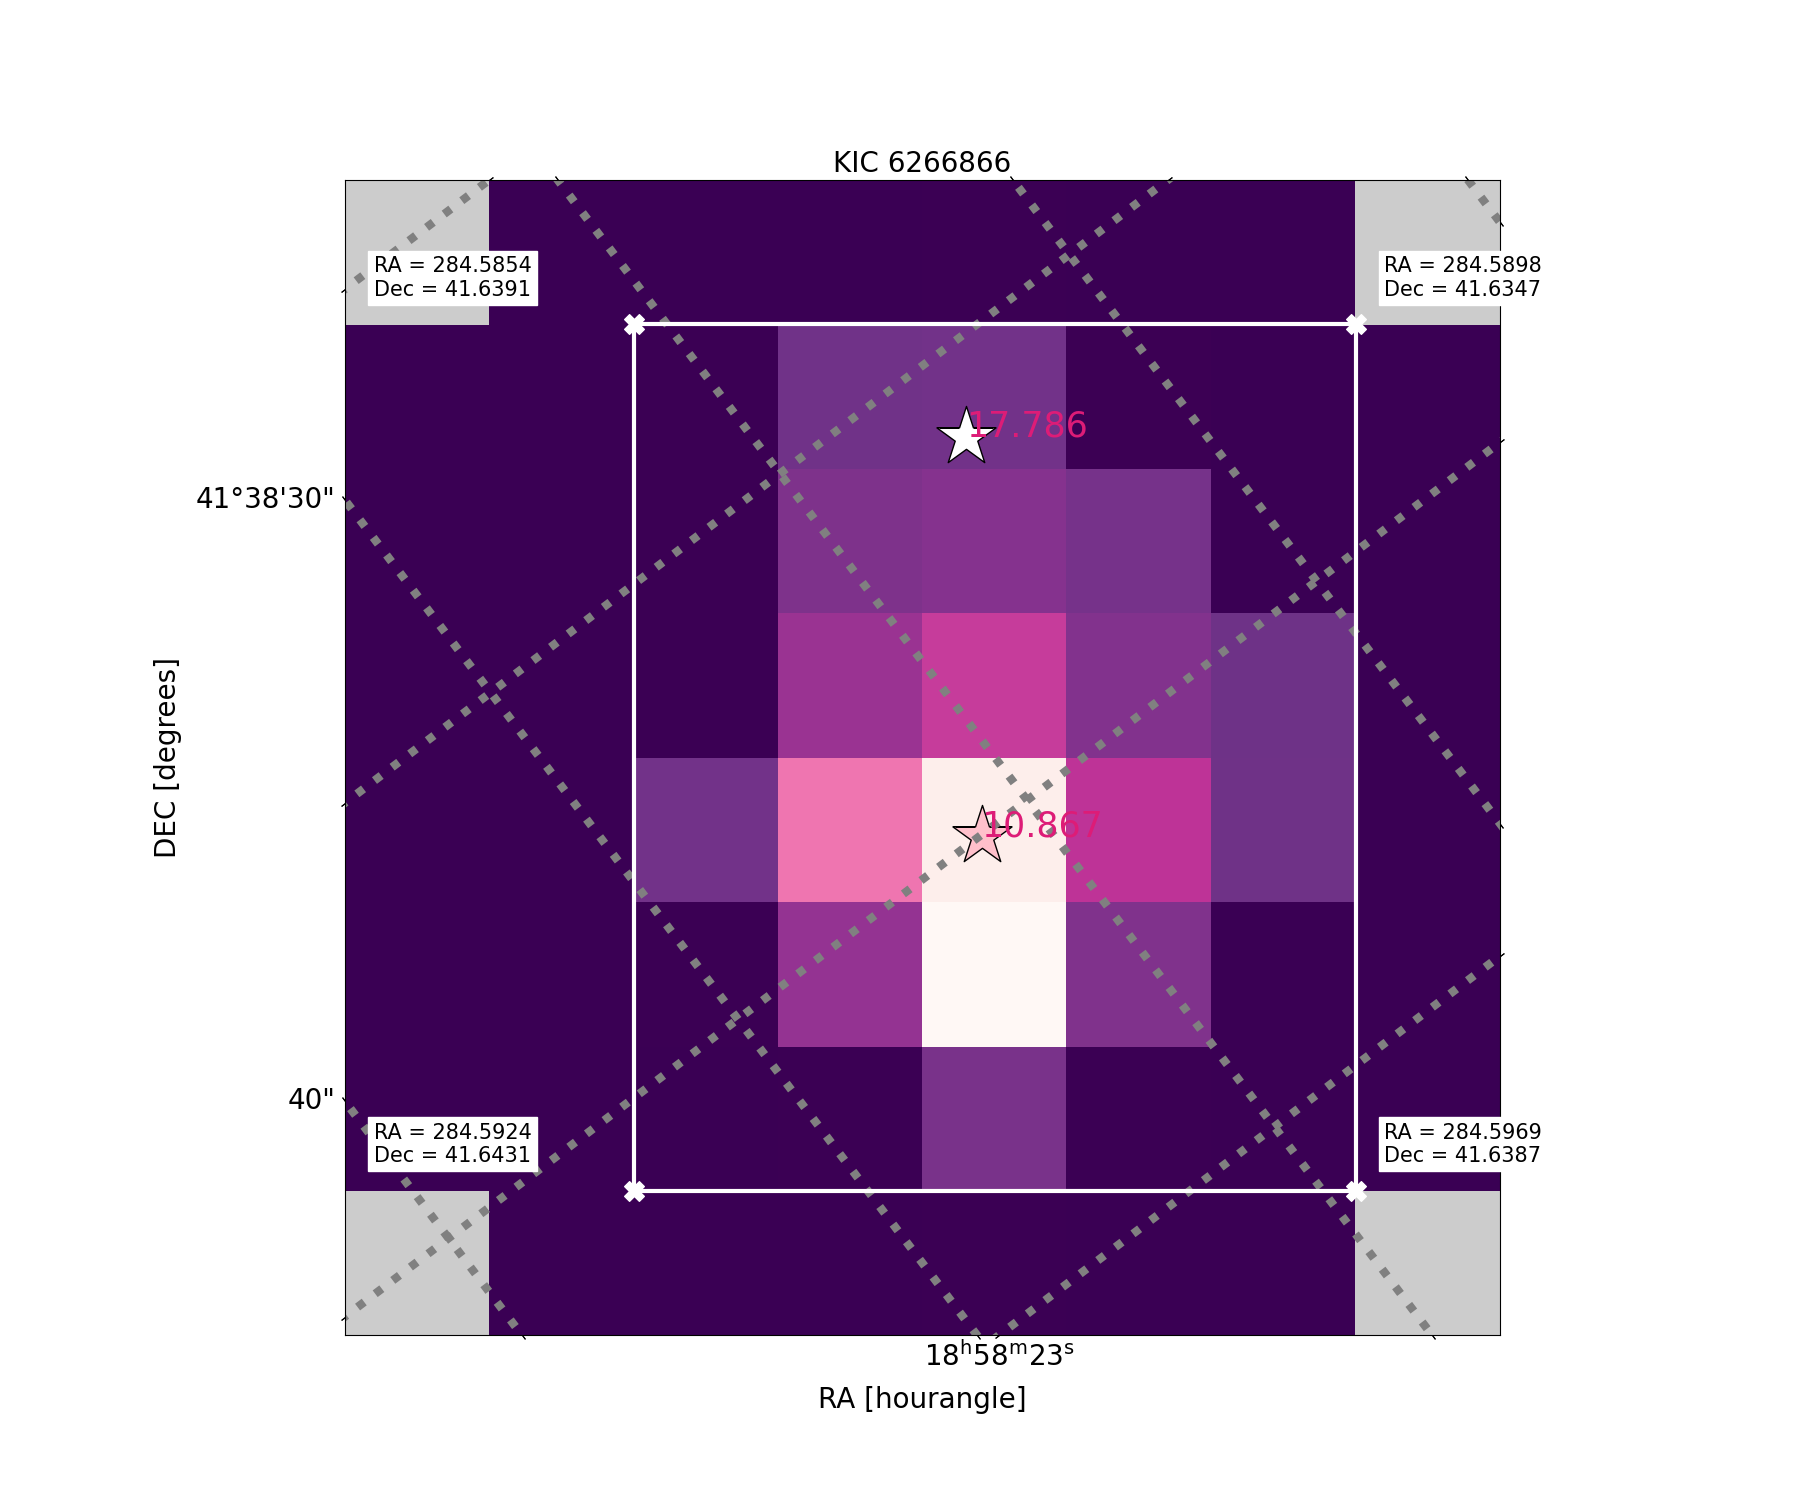 KIC 6266866
RA = 284.5854
Dec = 41.6391
RA = 284.5898
Dec = 41.6347
17.786
41°38'30"
DEC [degrees]
10.867
40"
RA = 284.5924
Dec = 41.6431
RA = 284.5969
Dec = 41.6387
18ʰ58ᵐ23ˢ
RA [hourangle]